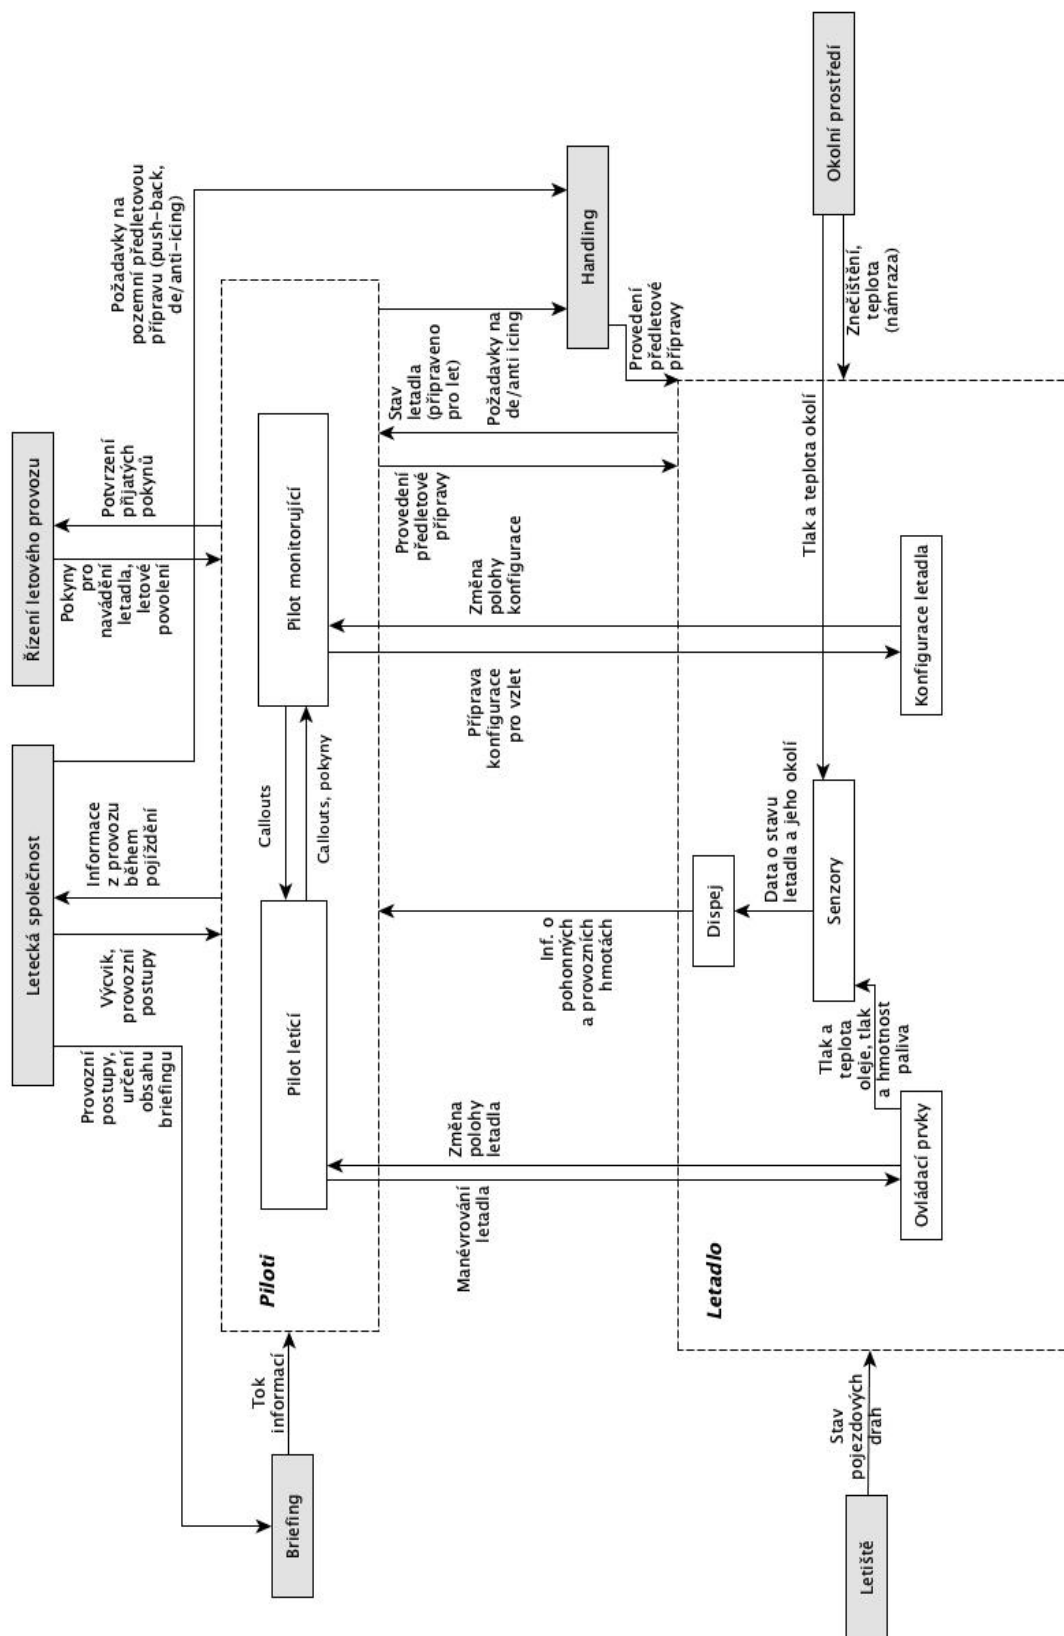 Letecká společnost
Řízení letového provozu
Provozní
postupy,
určení
obsahu
briefingu
Výcvik,
provozní
postupy
Informace
z provozu
během
pojíždění
Pokyny
pro
navádění
letadla,
letové
povolení
Potvrzení
přijatých
pokynů
Požadavky na
pozemní předletovou
přípravu (push-back,
de/anti-icing)
Briefing
Tok
informací
Piloti
Pilot letící
Callouts
Callouts, pokyny
Pilot monitorující
Manévrování
letadla
Změna
polohy
letadla
Inf. o
pohonných
a provozních
hmotách
Příprava
konfigurace
pro vzlet
Změna
polohy
konfigurace
Provedení
předletové
přípravy
Stav
letadla
(připraveno
pro let)
Požadavky na
de/anti icing
Handling
Provedení
předletové
přípravy
Letadlo
Dispej
Data o stavu
letadla a jeho okolí
Tlak a teplota okolí
Letiště
Stav
pojezdových
drah
Ovládací prvky
Tlak a
teplota
oleje, tlak
a hmotnost
paliva
Senzory
Konfigurace letadla
Znečištění,
teplota
(námraza)
Okolní prostředí